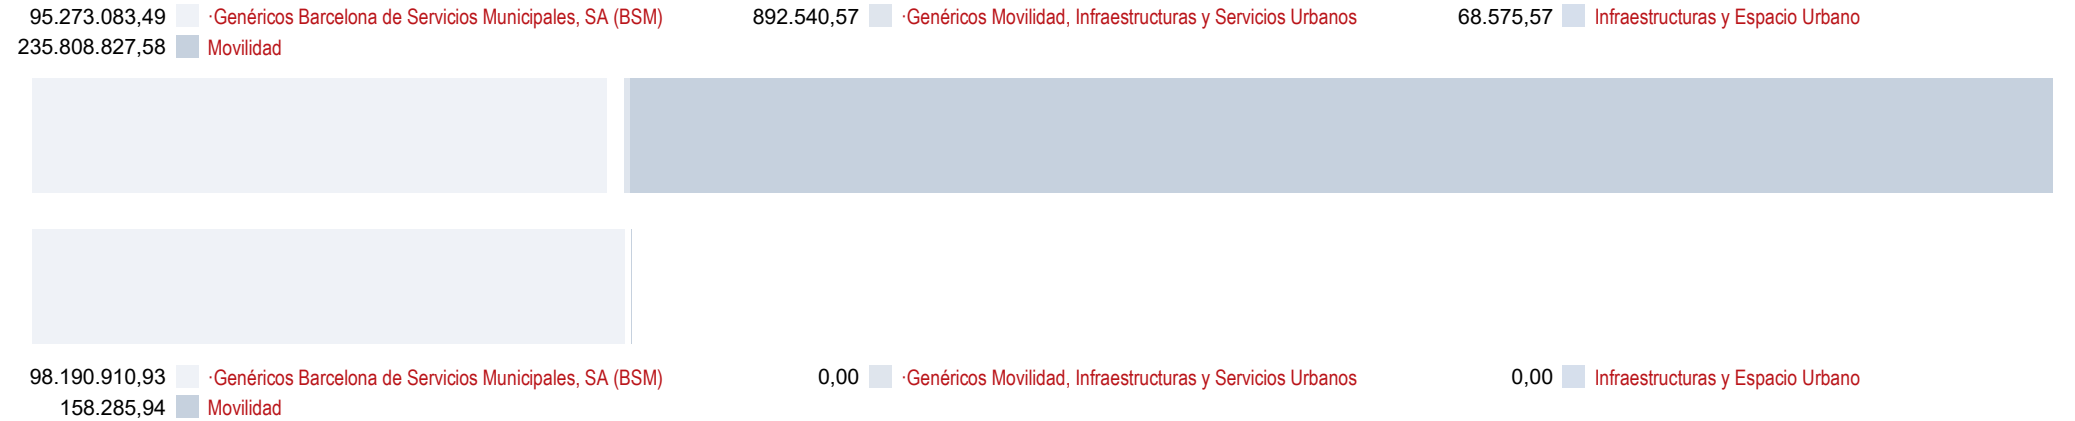 95.273.083,49 ·Genéricos Barcelona de Servicios Municipales, SA (BSM) 892.540,57 ·Genéricos Movilidad, Infraestructuras y Servicios Urbanos 68.575,57 Infraestructuras y Espacio Urbano
235.808.827,58 Movilidad
98.190.910,93 ·Genéricos Barcelona de Servicios Municipales, SA (BSM) 0,00 ·Genéricos Movilidad, Infraestructuras y Servicios Urbanos 0,00 Infraestructuras y Espacio Urbano
158.285,94 Movilidad